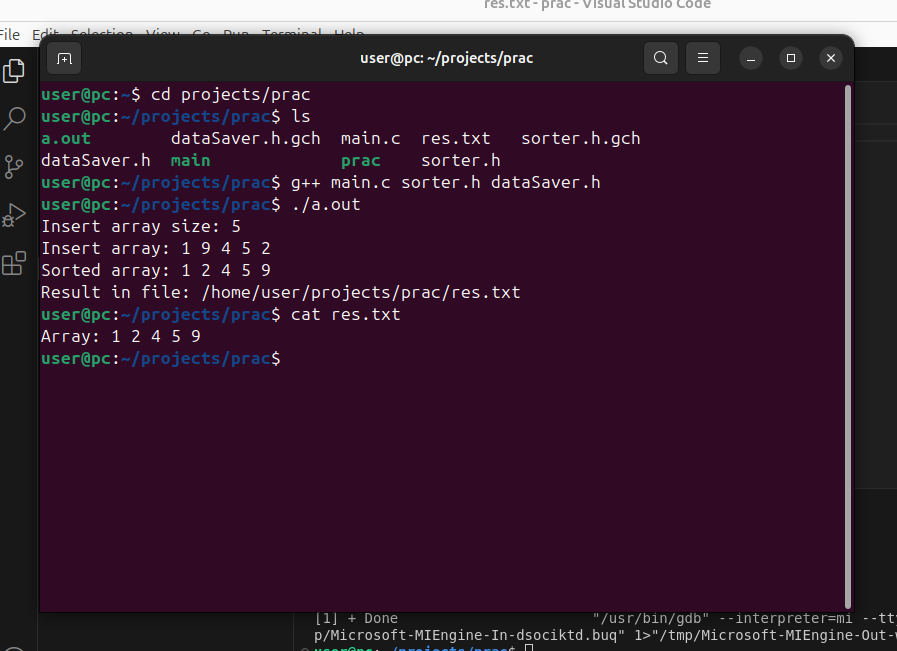 res.txt - prac - Visual Studio Code
File Edit Selection View Go Run Terminal Help
user@pc: ~/projects/prac
user@pc:~$ cd projects/prac
user@pc:~/projects/prac$ ls
a.out        dataSaver.h.gch  main.c  res.txt   sorter.h.gch
dataSaver.h  main             prac    sorter.h
user@pc:~/projects/prac$ g++ main.c sorter.h dataSaver.h
user@pc:~/projects/prac$ ./a.out
Insert array size: 5
Insert array: 1 9 4 5 2
Sorted array: 1 2 4 5 9
Result in file: /home/user/projects/prac/res.txt
user@pc:~/projects/prac$ cat res.txt
Array: 1 2 4 5 9
user@pc:~/projects/prac$
[1] + Done                       "/usr/bin/gdb" --interpreter=mi --tt
p/Microsoft-MIEngine-In-dsociktd.buq" 1>"/tmp/Microsoft-MIEngine-Out-
user@pc:~/projects/prac$